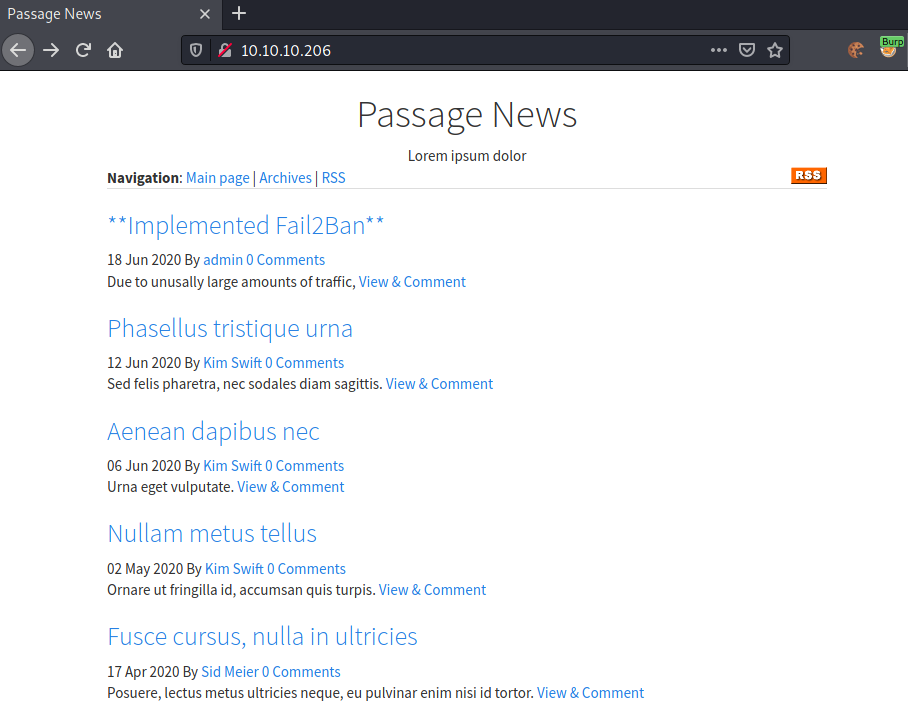 Passage News
10.10.10.206
Burp
Passage News
Lorem ipsum dolor
Navigation: Main page | Archives | RSS
RSS
**Implemented Fail2Ban**
18 Jun 2020 By admin 0 Comments
Due to unusally large amounts of traffic, View & Comment
Phasellus tristique urna
12 Jun 2020 By Kim Swift 0 Comments
Sed felis pharetra, nec sodales diam sagittis. View & Comment
Aenean dapibus nec
06 Jun 2020 By Kim Swift 0 Comments
Urna eget vulputate. View & Comment
Nullam metus tellus
02 May 2020 By Kim Swift 0 Comments
Ornare ut fringilla id, accumsan quis turpis. View & Comment
Fusce cursus, nulla in ultricies
17 Apr 2020 By Sid Meier 0 Comments
Posuere, lectus metus ultricies neque, eu pulvinar enim nisi id tortor. View & Comment